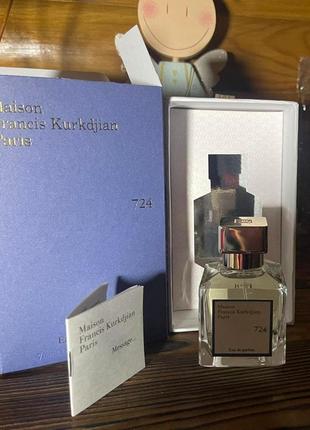 Maison
Francis Kurkdjian
Paris
724
Maison
Francis Kurkdjian
Paris
Message...
Maison
Francis Kurkdjian
Paris
724
Eau de parfum